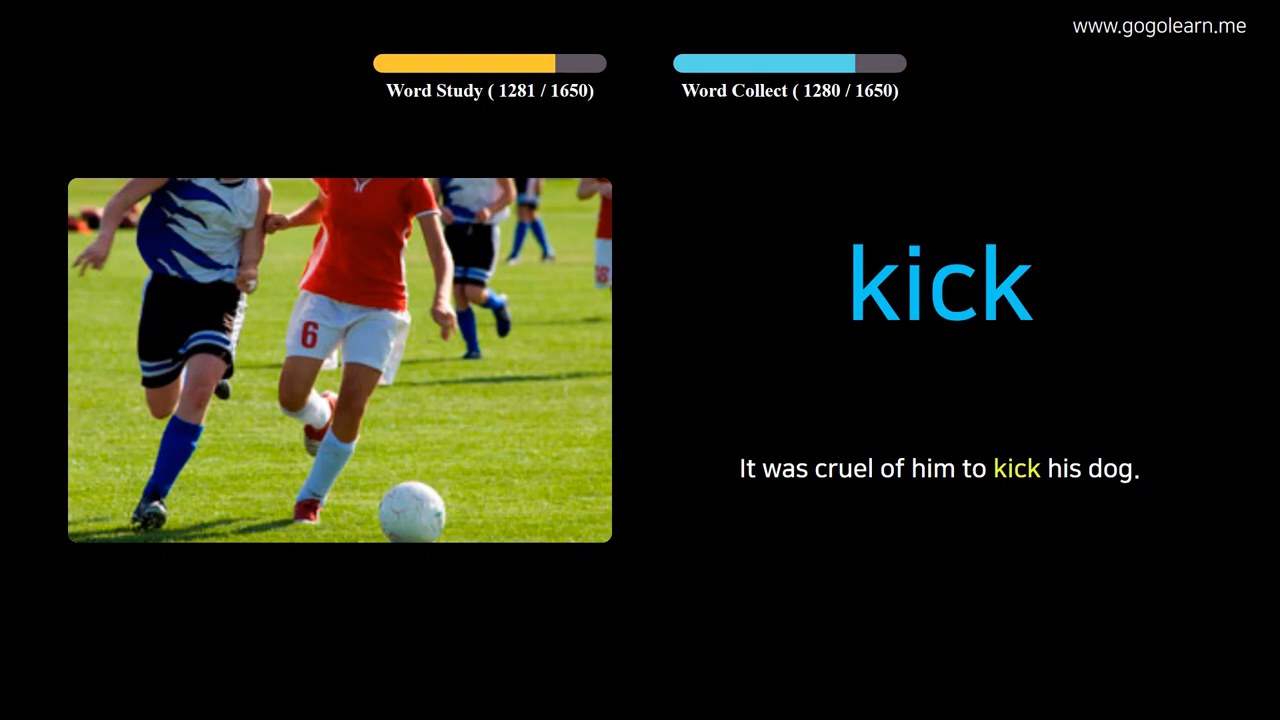 www.gogolearn.me
Word Study ( 1281 / 1650)
Word Collect ( 1280 / 1650)
6
kick
It was cruel of him to kick his dog.